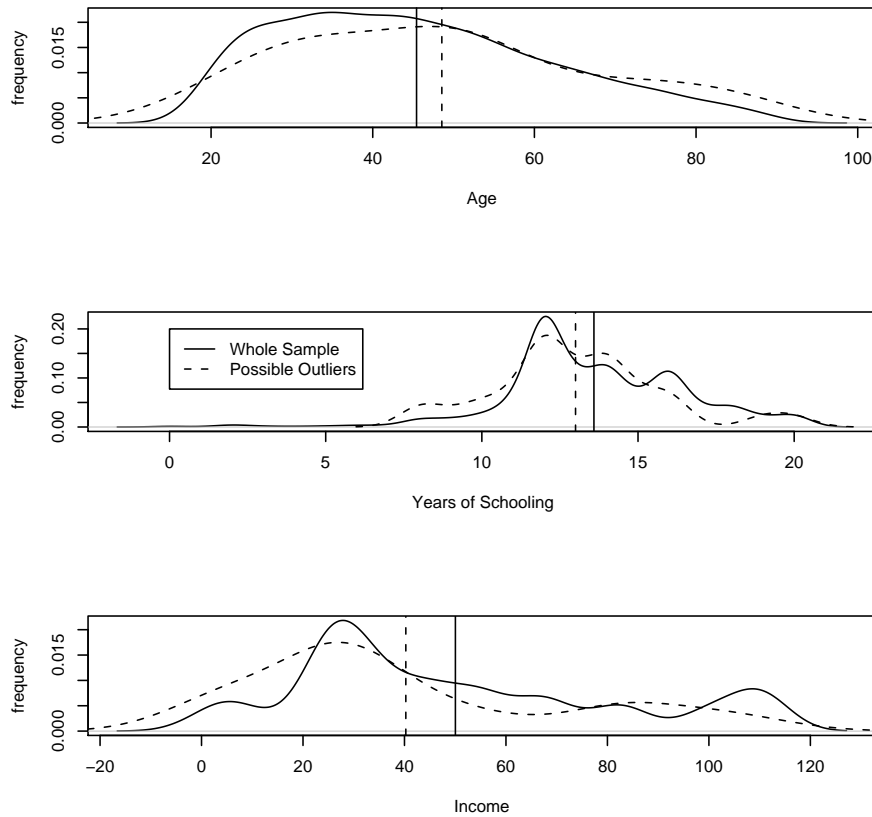 frequency
0.015
0.000
20 40 60 80 100
Age
frequency
0.20
0.10
0.00
Whole Sample
Possible Outliers
0 5 10 15 20
Years of Schooling
frequency
0.015
0.000
−20 0 20 40 60 80 100 120
Income